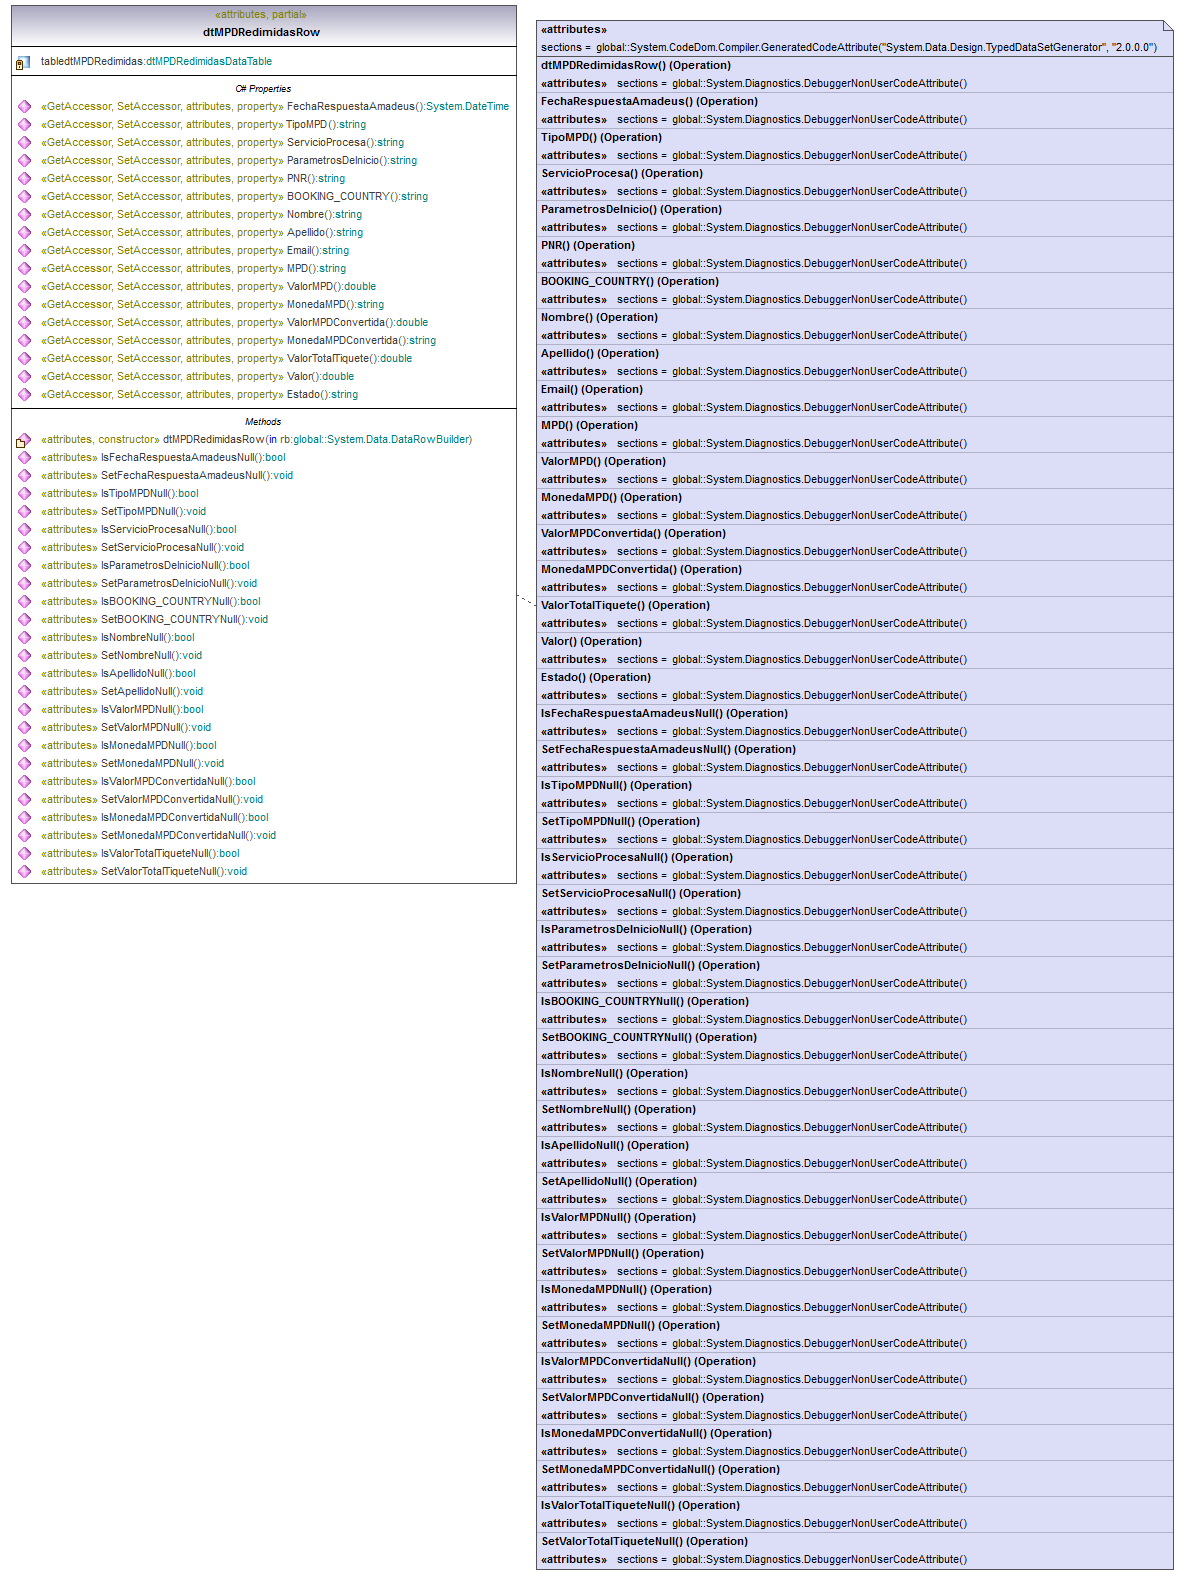 «attributes, partial»
dtMPDRedimidasRow
tabledtMPDRedimidas:dtMPDRedimidasDataTable
C# Properties
«GetAccessor, SetAccessor, attributes, property» FechaRespuestaAmadeus():System.DateTime
«GetAccessor, SetAccessor, attributes, property» TipoMPD():string
«GetAccessor, SetAccessor, attributes, property» ServicioProcesa():string
«GetAccessor, SetAccessor, attributes, property» ParametrosDeInicio():string
«GetAccessor, SetAccessor, attributes, property» PNR():string
«GetAccessor, SetAccessor, attributes, property» BOOKING_COUNTRY():string
«GetAccessor, SetAccessor, attributes, property» Nombre():string
«GetAccessor, SetAccessor, attributes, property» Apellido():string
«GetAccessor, SetAccessor, attributes, property» Email():string
«GetAccessor, SetAccessor, attributes, property» MPD():string
«GetAccessor, SetAccessor, attributes, property» ValorMPD():double
«GetAccessor, SetAccessor, attributes, property» MonedaMPD():string
«GetAccessor, SetAccessor, attributes, property» ValorMPDConvertida():double
«GetAccessor, SetAccessor, attributes, property» MonedaMPDConvertida():string
«GetAccessor, SetAccessor, attributes, property» ValorTotalTiquete():double
«GetAccessor, SetAccessor, attributes, property» Valor():double
«GetAccessor, SetAccessor, attributes, property» Estado():string
Methods
«attributes, constructor» dtMPDRedimidasRow(in rb:global::System.Data.DataRowBuilder)
«attributes» IsFechaRespuestaAmadeusNull():bool
«attributes» SetFechaRespuestaAmadeusNull():void
«attributes» IsTipoMPDNull():bool
«attributes» SetTipoMPDNull():void
«attributes» IsServicioProcesaNull():bool
«attributes» SetServicioProcesaNull():void
«attributes» IsParametrosDeInicioNull():bool
«attributes» SetParametrosDeInicioNull():void
«attributes» IsBOOKING_COUNTRYNull():bool
«attributes» SetBOOKING_COUNTRYNull():void
«attributes» IsNombreNull():bool
«attributes» SetNombreNull():void
«attributes» IsApellidoNull():bool
«attributes» SetApellidoNull():void
«attributes» IsValorMPDNull():bool
«attributes» SetValorMPDNull():void
«attributes» IsMonedaMPDNull():bool
«attributes» SetMonedaMPDNull():void
«attributes» IsValorMPDConvertidaNull():bool
«attributes» SetValorMPDConvertidaNull():void
«attributes» IsMonedaMPDConvertidaNull():bool
«attributes» SetMonedaMPDConvertidaNull():void
«attributes» IsValorTotalTiqueteNull():bool
«attributes» SetValorTotalTiqueteNull():void
«attributes»
sections = global::System.CodeDom.Compiler.GeneratedCodeAttribute("System.Data.Design.TypedDataSetGenerator", "2.0.0.0")
dtMPDRedimidasRow() (Operation)
«attributes» sections = global::System.Diagnostics.DebuggerNonUserCodeAttribute()
FechaRespuestaAmadeus() (Operation)
«attributes» sections = global::System.Diagnostics.DebuggerNonUserCodeAttribute()
TipoMPD() (Operation)
«attributes» sections = global::System.Diagnostics.DebuggerNonUserCodeAttribute()
ServicioProcesa() (Operation)
«attributes» sections = global::System.Diagnostics.DebuggerNonUserCodeAttribute()
ParametrosDeInicio() (Operation)
«attributes» sections = global::System.Diagnostics.DebuggerNonUserCodeAttribute()
PNR() (Operation)
«attributes» sections = global::System.Diagnostics.DebuggerNonUserCodeAttribute()
BOOKING_COUNTRY() (Operation)
«attributes» sections = global::System.Diagnostics.DebuggerNonUserCodeAttribute()
Nombre() (Operation)
«attributes» sections = global::System.Diagnostics.DebuggerNonUserCodeAttribute()
Apellido() (Operation)
«attributes» sections = global::System.Diagnostics.DebuggerNonUserCodeAttribute()
Email() (Operation)
«attributes» sections = global::System.Diagnostics.DebuggerNonUserCodeAttribute()
MPD() (Operation)
«attributes» sections = global::System.Diagnostics.DebuggerNonUserCodeAttribute()
ValorMPD() (Operation)
«attributes» sections = global::System.Diagnostics.DebuggerNonUserCodeAttribute()
MonedaMPD() (Operation)
«attributes» sections = global::System.Diagnostics.DebuggerNonUserCodeAttribute()
ValorMPDConvertida() (Operation)
«attributes» sections = global::System.Diagnostics.DebuggerNonUserCodeAttribute()
MonedaMPDConvertida() (Operation)
«attributes» sections = global::System.Diagnostics.DebuggerNonUserCodeAttribute()
ValorTotalTiquete() (Operation)
«attributes» sections = global::System.Diagnostics.DebuggerNonUserCodeAttribute()
Valor() (Operation)
«attributes» sections = global::System.Diagnostics.DebuggerNonUserCodeAttribute()
Estado() (Operation)
«attributes» sections = global::System.Diagnostics.DebuggerNonUserCodeAttribute()
IsFechaRespuestaAmadeusNull() (Operation)
«attributes» sections = global::System.Diagnostics.DebuggerNonUserCodeAttribute()
SetFechaRespuestaAmadeusNull() (Operation)
«attributes» sections = global::System.Diagnostics.DebuggerNonUserCodeAttribute()
IsTipoMPDNull() (Operation)
«attributes» sections = global::System.Diagnostics.DebuggerNonUserCodeAttribute()
SetTipoMPDNull() (Operation)
«attributes» sections = global::System.Diagnostics.DebuggerNonUserCodeAttribute()
IsServicioProcesaNull() (Operation)
«attributes» sections = global::System.Diagnostics.DebuggerNonUserCodeAttribute()
SetServicioProcesaNull() (Operation)
«attributes» sections = global::System.Diagnostics.DebuggerNonUserCodeAttribute()
IsParametrosDeInicioNull() (Operation)
«attributes» sections = global::System.Diagnostics.DebuggerNonUserCodeAttribute()
SetParametrosDeInicioNull() (Operation)
«attributes» sections = global::System.Diagnostics.DebuggerNonUserCodeAttribute()
IsBOOKING_COUNTRYNull() (Operation)
«attributes» sections = global::System.Diagnostics.DebuggerNonUserCodeAttribute()
SetBOOKING_COUNTRYNull() (Operation)
«attributes» sections = global::System.Diagnostics.DebuggerNonUserCodeAttribute()
IsNombreNull() (Operation)
«attributes» sections = global::System.Diagnostics.DebuggerNonUserCodeAttribute()
SetNombreNull() (Operation)
«attributes» sections = global::System.Diagnostics.DebuggerNonUserCodeAttribute()
IsApellidoNull() (Operation)
«attributes» sections = global::System.Diagnostics.DebuggerNonUserCodeAttribute()
SetApellidoNull() (Operation)
«attributes» sections = global::System.Diagnostics.DebuggerNonUserCodeAttribute()
IsValorMPDNull() (Operation)
«attributes» sections = global::System.Diagnostics.DebuggerNonUserCodeAttribute()
SetValorMPDNull() (Operation)
«attributes» sections = global::System.Diagnostics.DebuggerNonUserCodeAttribute()
IsMonedaMPDNull() (Operation)
«attributes» sections = global::System.Diagnostics.DebuggerNonUserCodeAttribute()
SetMonedaMPDNull() (Operation)
«attributes» sections = global::System.Diagnostics.DebuggerNonUserCodeAttribute()
IsValorMPDConvertidaNull() (Operation)
«attributes» sections = global::System.Diagnostics.DebuggerNonUserCodeAttribute()
SetValorMPDConvertidaNull() (Operation)
«attributes» sections = global::System.Diagnostics.DebuggerNonUserCodeAttribute()
IsMonedaMPDConvertidaNull() (Operation)
«attributes» sections = global::System.Diagnostics.DebuggerNonUserCodeAttribute()
SetMonedaMPDConvertidaNull() (Operation)
«attributes» sections = global::System.Diagnostics.DebuggerNonUserCodeAttribute()
IsValorTotalTiqueteNull() (Operation)
«attributes» sections = global::System.Diagnostics.DebuggerNonUserCodeAttribute()
SetValorTotalTiqueteNull() (Operation)
«attributes» sections = global::System.Diagnostics.DebuggerNonUserCodeAttribute()